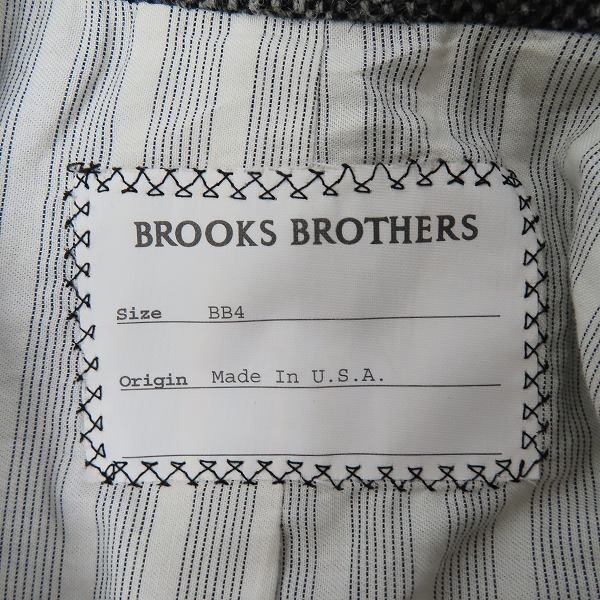 BROOKS BROTHERS
Size BB4
Origin Made In U.S.A.